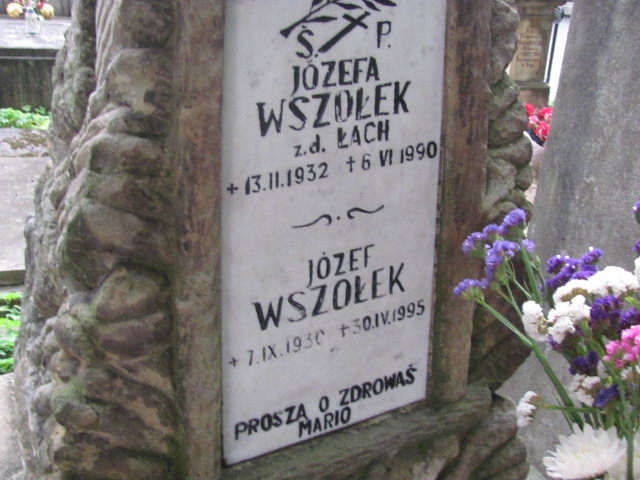 Ś. P.
JÓZEFA
WSZOŁEK
z.d. ŁACH
+ 13.II.1932 + 6 VI 1990
JÓZEF
WSZOŁEK
+ 7.IX.1930 + 30.IV.1995
PROSZĄ O ZDROWAŚ
MARIO